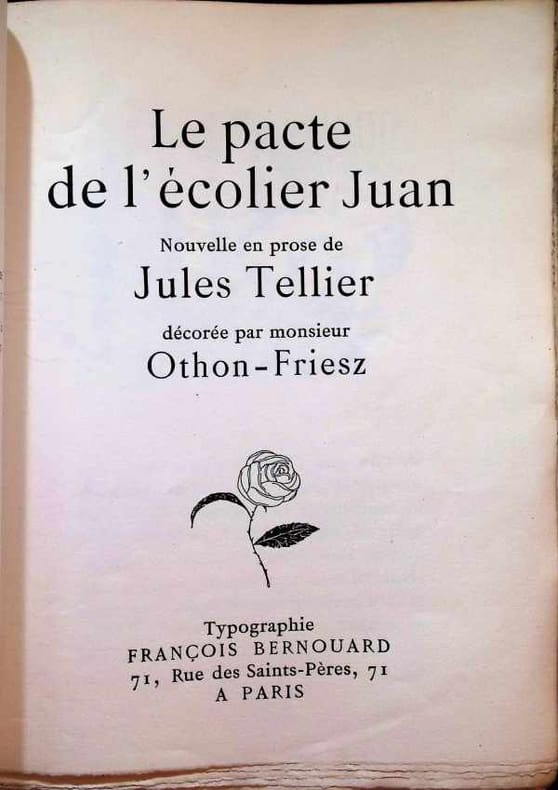 Le pacte
de l'écolier Juan
Nouvelle en prose de
Jules Tellier
décorée par monsieur
Othon-Friesz
Typographie
FRANÇOIS BERNOUARD
71, Rue des Saints-Pères, 71
A PARIS